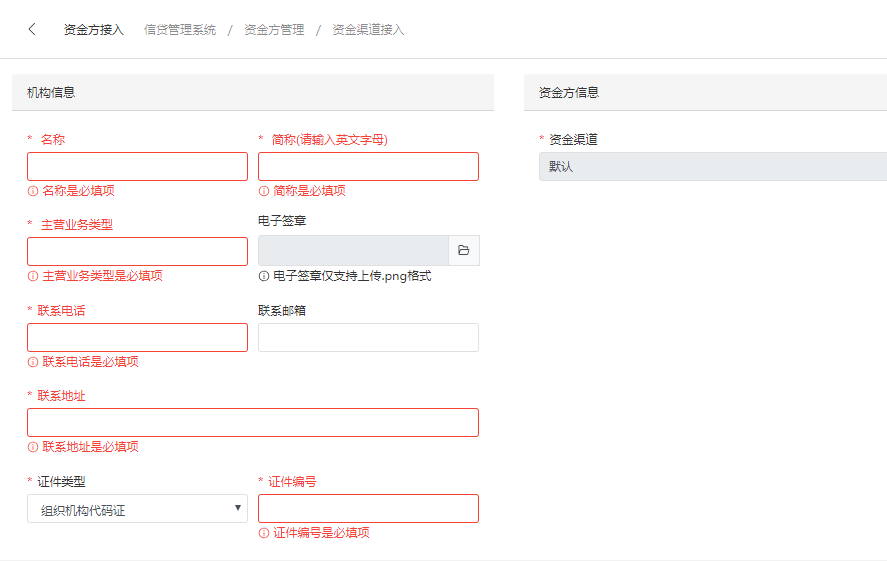 资金方接入 信贷管理系统 / 资金方管理 / 资金渠道接入
机构信息
* 名称 * 简称(请输入英文字母)
名称是必填项 简称是必填项
* 主营业务类型 电子签章
主营业务类型是必填项 电子签章仅支持上传.png格式
* 联系电话 联系邮箱
联系电话是必填项
* 联系地址
联系地址是必填项
* 证件类型 * 证件编号
组织机构代码证
证件编号是必填项
资金方信息
* 资金渠道
默认